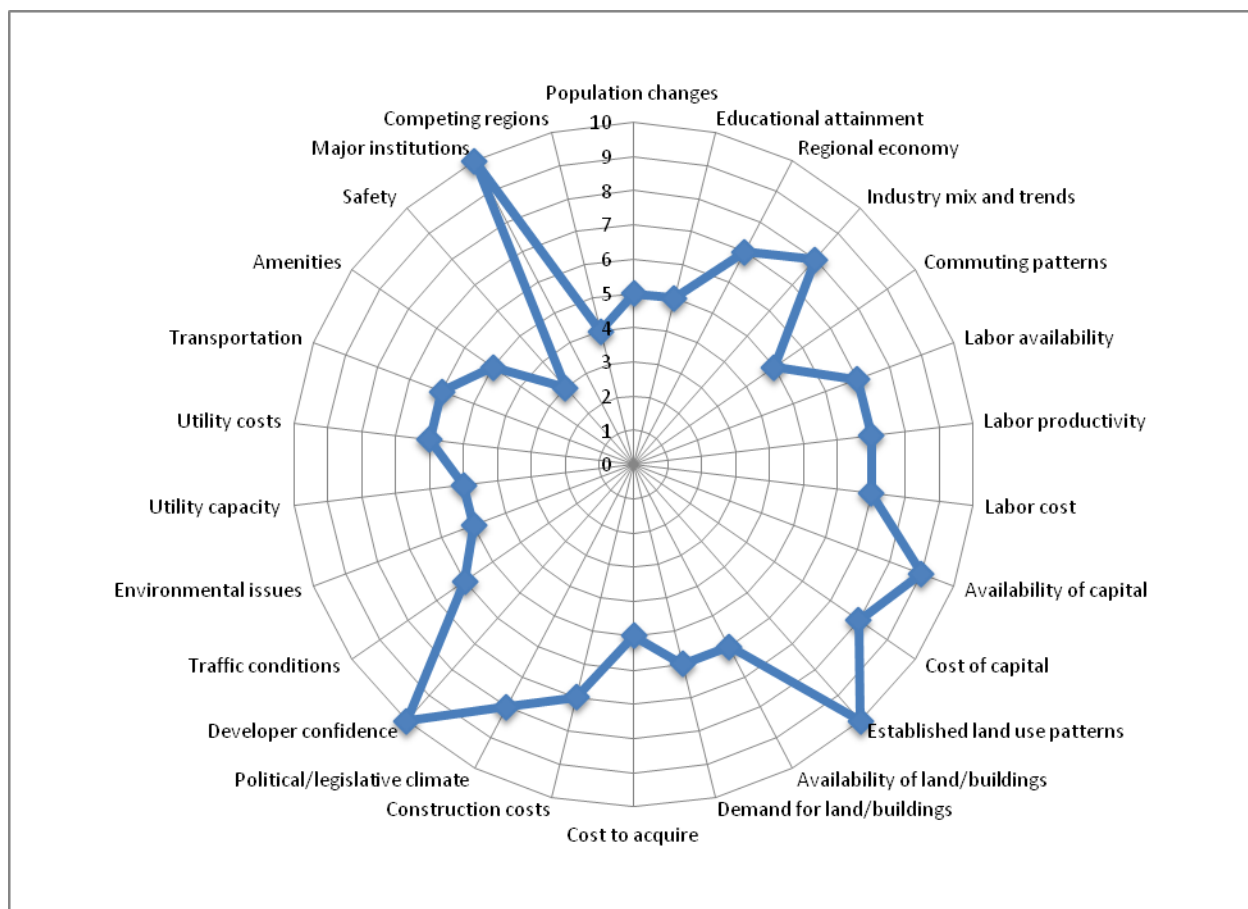 Population changes
Educational attainment
Regional economy
Industry mix and trends
Commuting patterns
Labor availability
Labor productivity
Labor cost
Availability of capital
Cost of capital
Established land use patterns
Availability of land/buildings
Demand for land/buildings
Cost to acquire
Construction costs
Political/legislative climate
Developer confidence
Traffic conditions
Environmental issues
Utility capacity
Utility costs
Transportation
Amenities
Safety
Major institutions
Competing regions
10
9
8
7
6
5
4
3
2
1
0